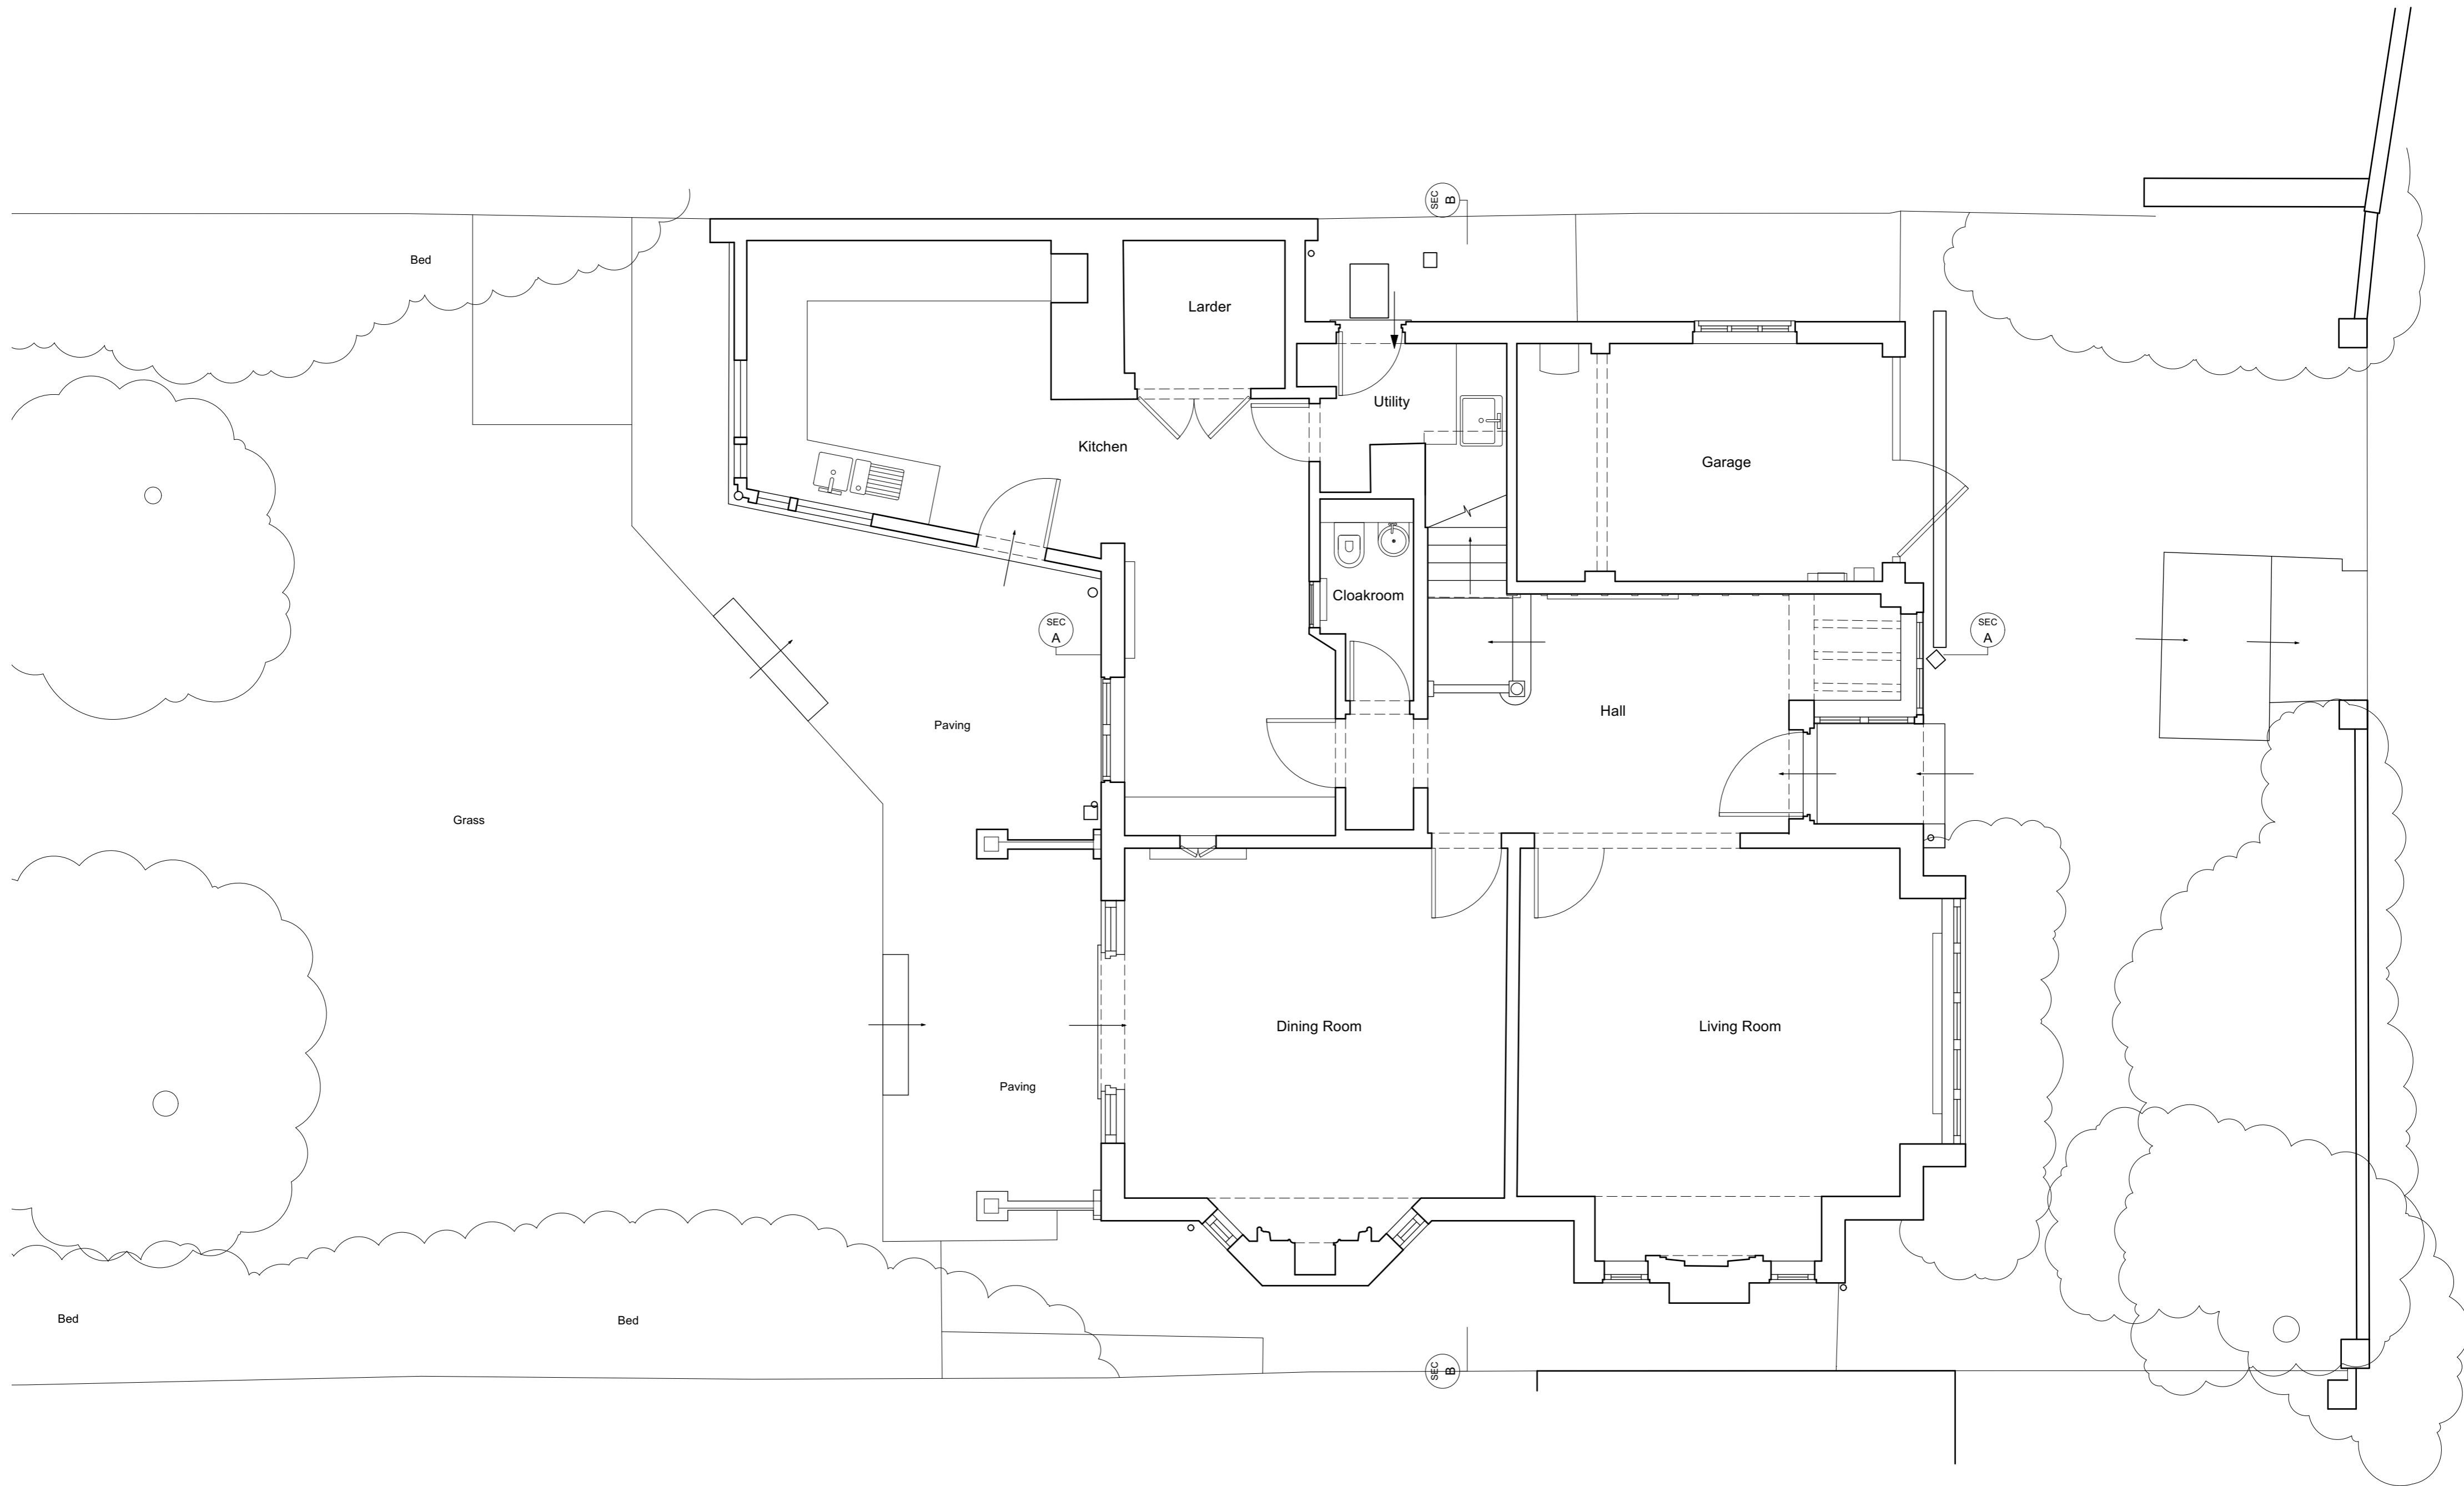 SEC
B
Bed
Larder
Utility
Kitchen
Garage
Cloakroom
SEC
A
SEC
A
Hall
Paving
Grass
Dining Room
Living Room
Paving
Bed
Bed
SEC
B